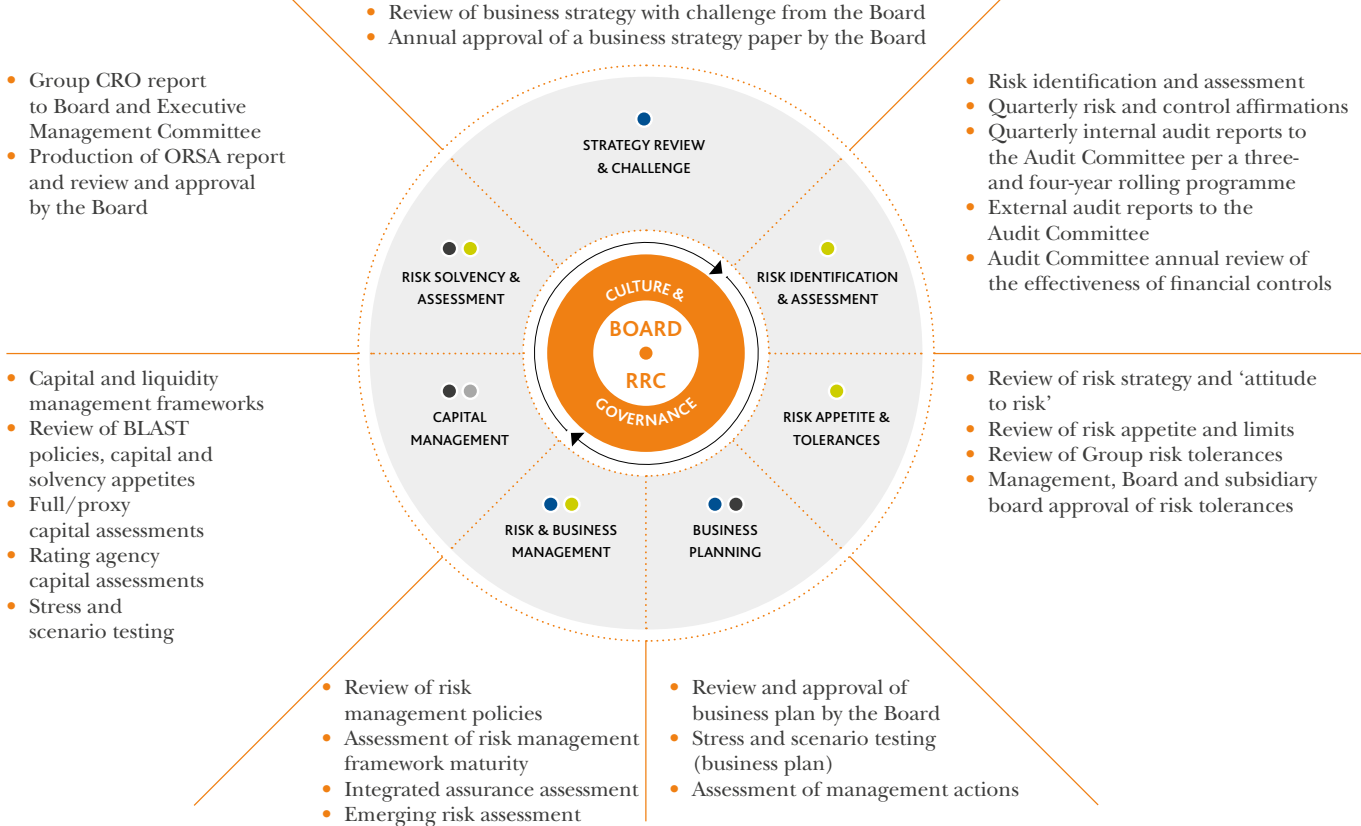 • Review of business strategy with challenge from the Board
• Annual approval of a business strategy paper by the Board
• Group CRO report
to Board and Executive
Management Committee
• Production of ORSA report
and review and approval
by the Board
• Risk identification and assessment
• Quarterly risk and control affirmations
• Quarterly internal audit reports to
the Audit Committee per a three-
and four-year rolling programme
• External audit reports to the
Audit Committee
• Audit Committee annual review of
the effectiveness of financial controls
STRATEGY REVIEW
& CHALLENGE
RISK SOLVENCY &
ASSESSMENT
RISK IDENTIFICATION
& ASSESSMENT
CULTURE &
BOARD
RRC
GOVERNANCE
CAPITAL
MANAGEMENT
RISK APPETITE &
TOLERANCES
RISK & BUSINESS
MANAGEMENT
BUSINESS
PLANNING
• Capital and liquidity
management frameworks
• Review of BLAST
policies, capital and
solvency appetites
• Full/proxy
capital assessments
• Rating agency
capital assessments
• Stress and
scenario testing
• Review of risk strategy and ‘attitude
to risk’
• Review of risk appetite and limits
• Review of Group risk tolerances
• Management, Board and subsidiary
board approval of risk tolerances
• Review of risk
management policies
• Assessment of risk management
framework maturity
• Integrated assurance assessment
• Emerging risk assessment
• Review and approval of
business plan by the Board
• Stress and scenario testing
(business plan)
• Assessment of management actions